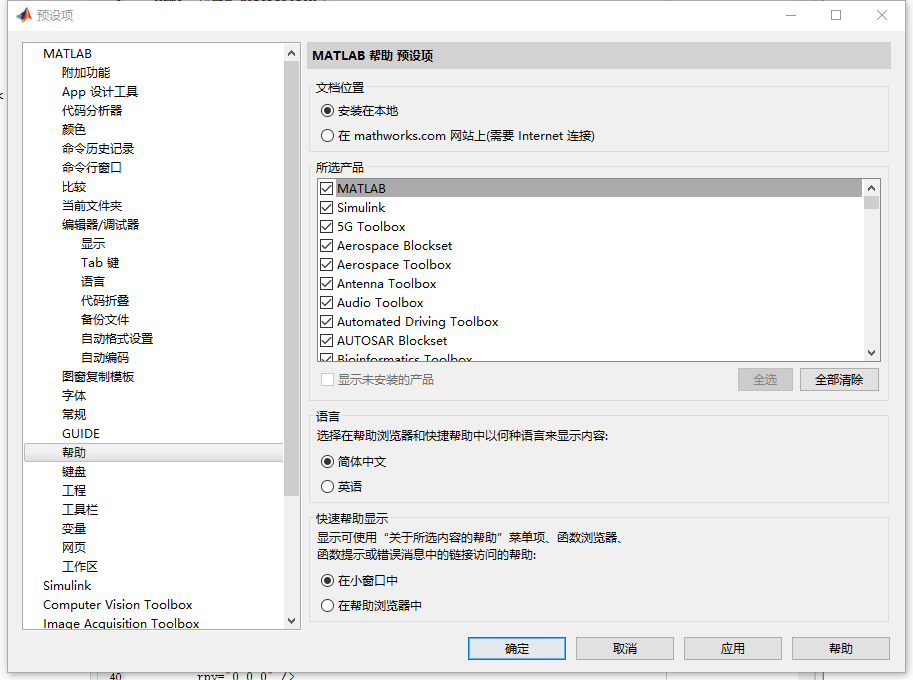 预设项
MATLAB
附加功能
App 设计工具
代码分析器
颜色
命令历史记录
命令行窗口
比较
当前文件夹
编辑器/调试器
显示
Tab 键
语言
代码折叠
备份文件
自动格式设置
自动编码
图窗复制模板
字体
常规
GUIDE
帮助
键盘
工程
工具栏
变量
网页
工作区
Simulink
Computer Vision Toolbox
Image Acquisition Toolbox
MATLAB 帮助 预设项
文档位置
安装在本地
在 mathworks.com 网站上(需要 Internet 连接)
所选产品
MATLAB
Simulink
5G Toolbox
Aerospace Blockset
Aerospace Toolbox
Antenna Toolbox
Audio Toolbox
Automated Driving Toolbox
AUTOSAR Blockset
Bioinformatics Toolbox
显示未安装的产品
全选
全部清除
语言
选择在帮助浏览器和快捷帮助中以何种语言来显示内容:
简体中文
英语
快速帮助显示
显示可使用“关于所选内容的帮助”菜单项、函数浏览器、
函数提示或错误消息中的链接访问的帮助:
在小窗口中
在帮助浏览器中
确定
取消
应用
帮助
40 rpy="0 0 0" />